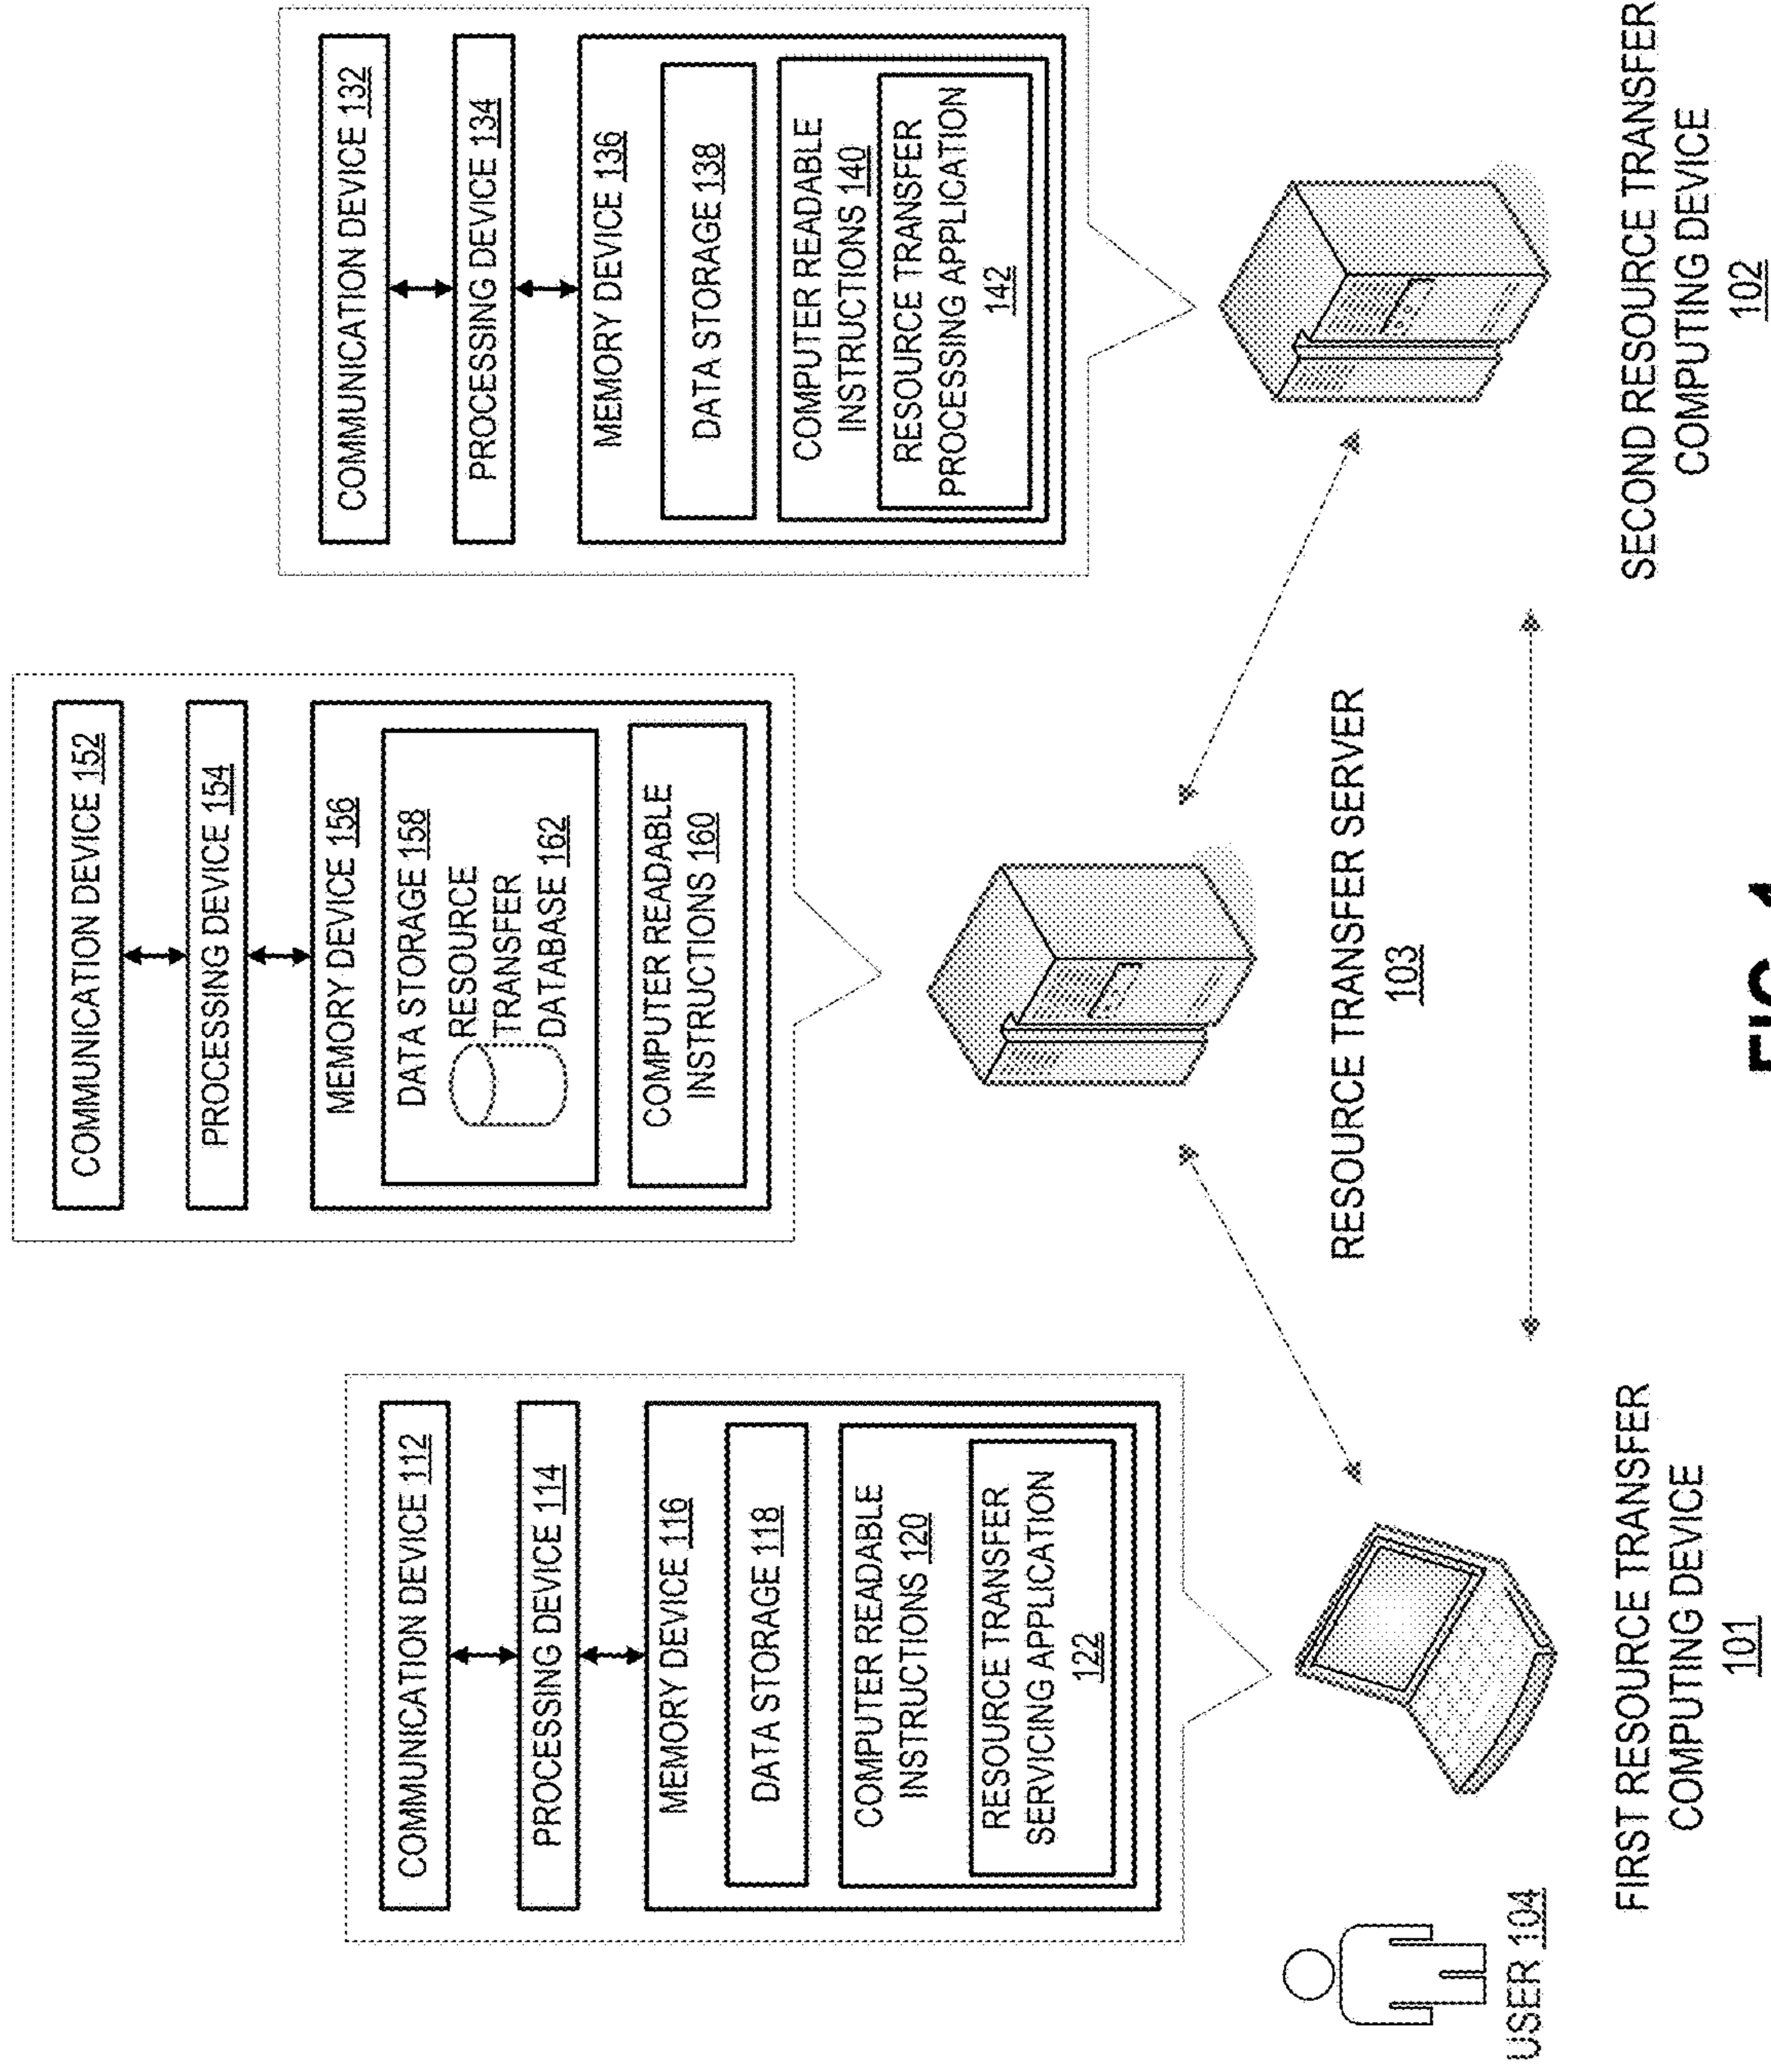 COMMUNICATION DEVICE 112
PROCESSING DEVICE 114
MEMORY DEVICE 116
DATA STORAGE 118
COMPUTER READABLE
INSTRUCTIONS 120
RESOURCE TRANSFER
SERVICING APPLICATION
122
USER 104
FIRST RESOURCE TRANSFER
COMPUTING DEVICE
101
COMMUNICATION DEVICE 152
PROCESSING DEVICE 154
MEMORY DEVICE 156
DATA STORAGE 158
RESOURCE
TRANSFER
DATABASE 162
COMPUTER READABLE
INSTRUCTIONS 160
RESOURCE TRANSFER SERVER
103
COMMUNICATION DEVICE 132
PROCESSING DEVICE 134
MEMORY DEVICE 136
DATA STORAGE 138
COMPUTER READABLE
INSTRUCTIONS 140
RESOURCE TRANSFER
PROCESSING APPLICATION
142
SECOND RESOURCE TRANSFER
COMPUTING DEVICE
102